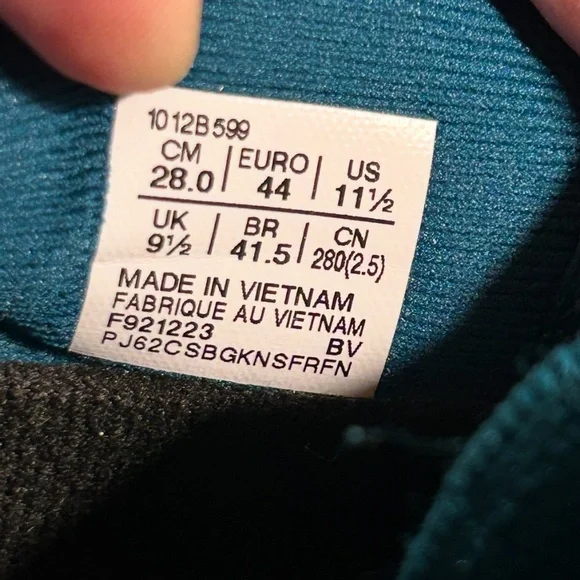 1012B599
CM | EURO | US
28.0 | 44 | 11½
UK | BR | CN
9½ | 41.5 | 280(2.5)
MADE IN VIETNAM
FABRIQUE AU VIETNAM
F921223 BV
PJ62CSBGKNSFRFN